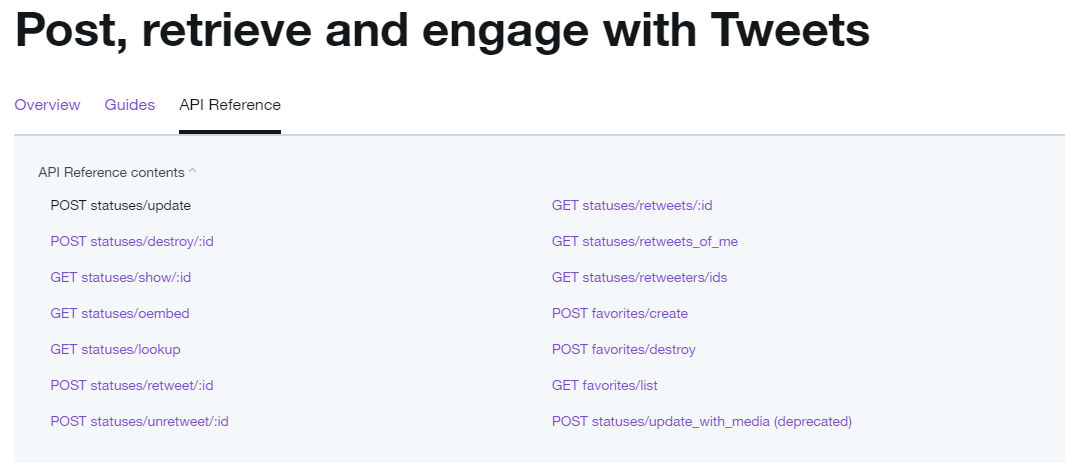 Post, retrieve and engage with Tweets
Overview Guides API Reference
API Reference contents ^
POST statuses/update
POST statuses/destroy/:id
GET statuses/show/:id
GET statuses/oembed
GET statuses/lookup
POST statuses/retweet/:id
POST statuses/unretweet/:id
GET statuses/retweets/:id
GET statuses/retweets_of_me
GET statuses/retweeters/ids
POST favorites/create
POST favorites/destroy
GET favorites/list
POST statuses/update_with_media (deprecated)